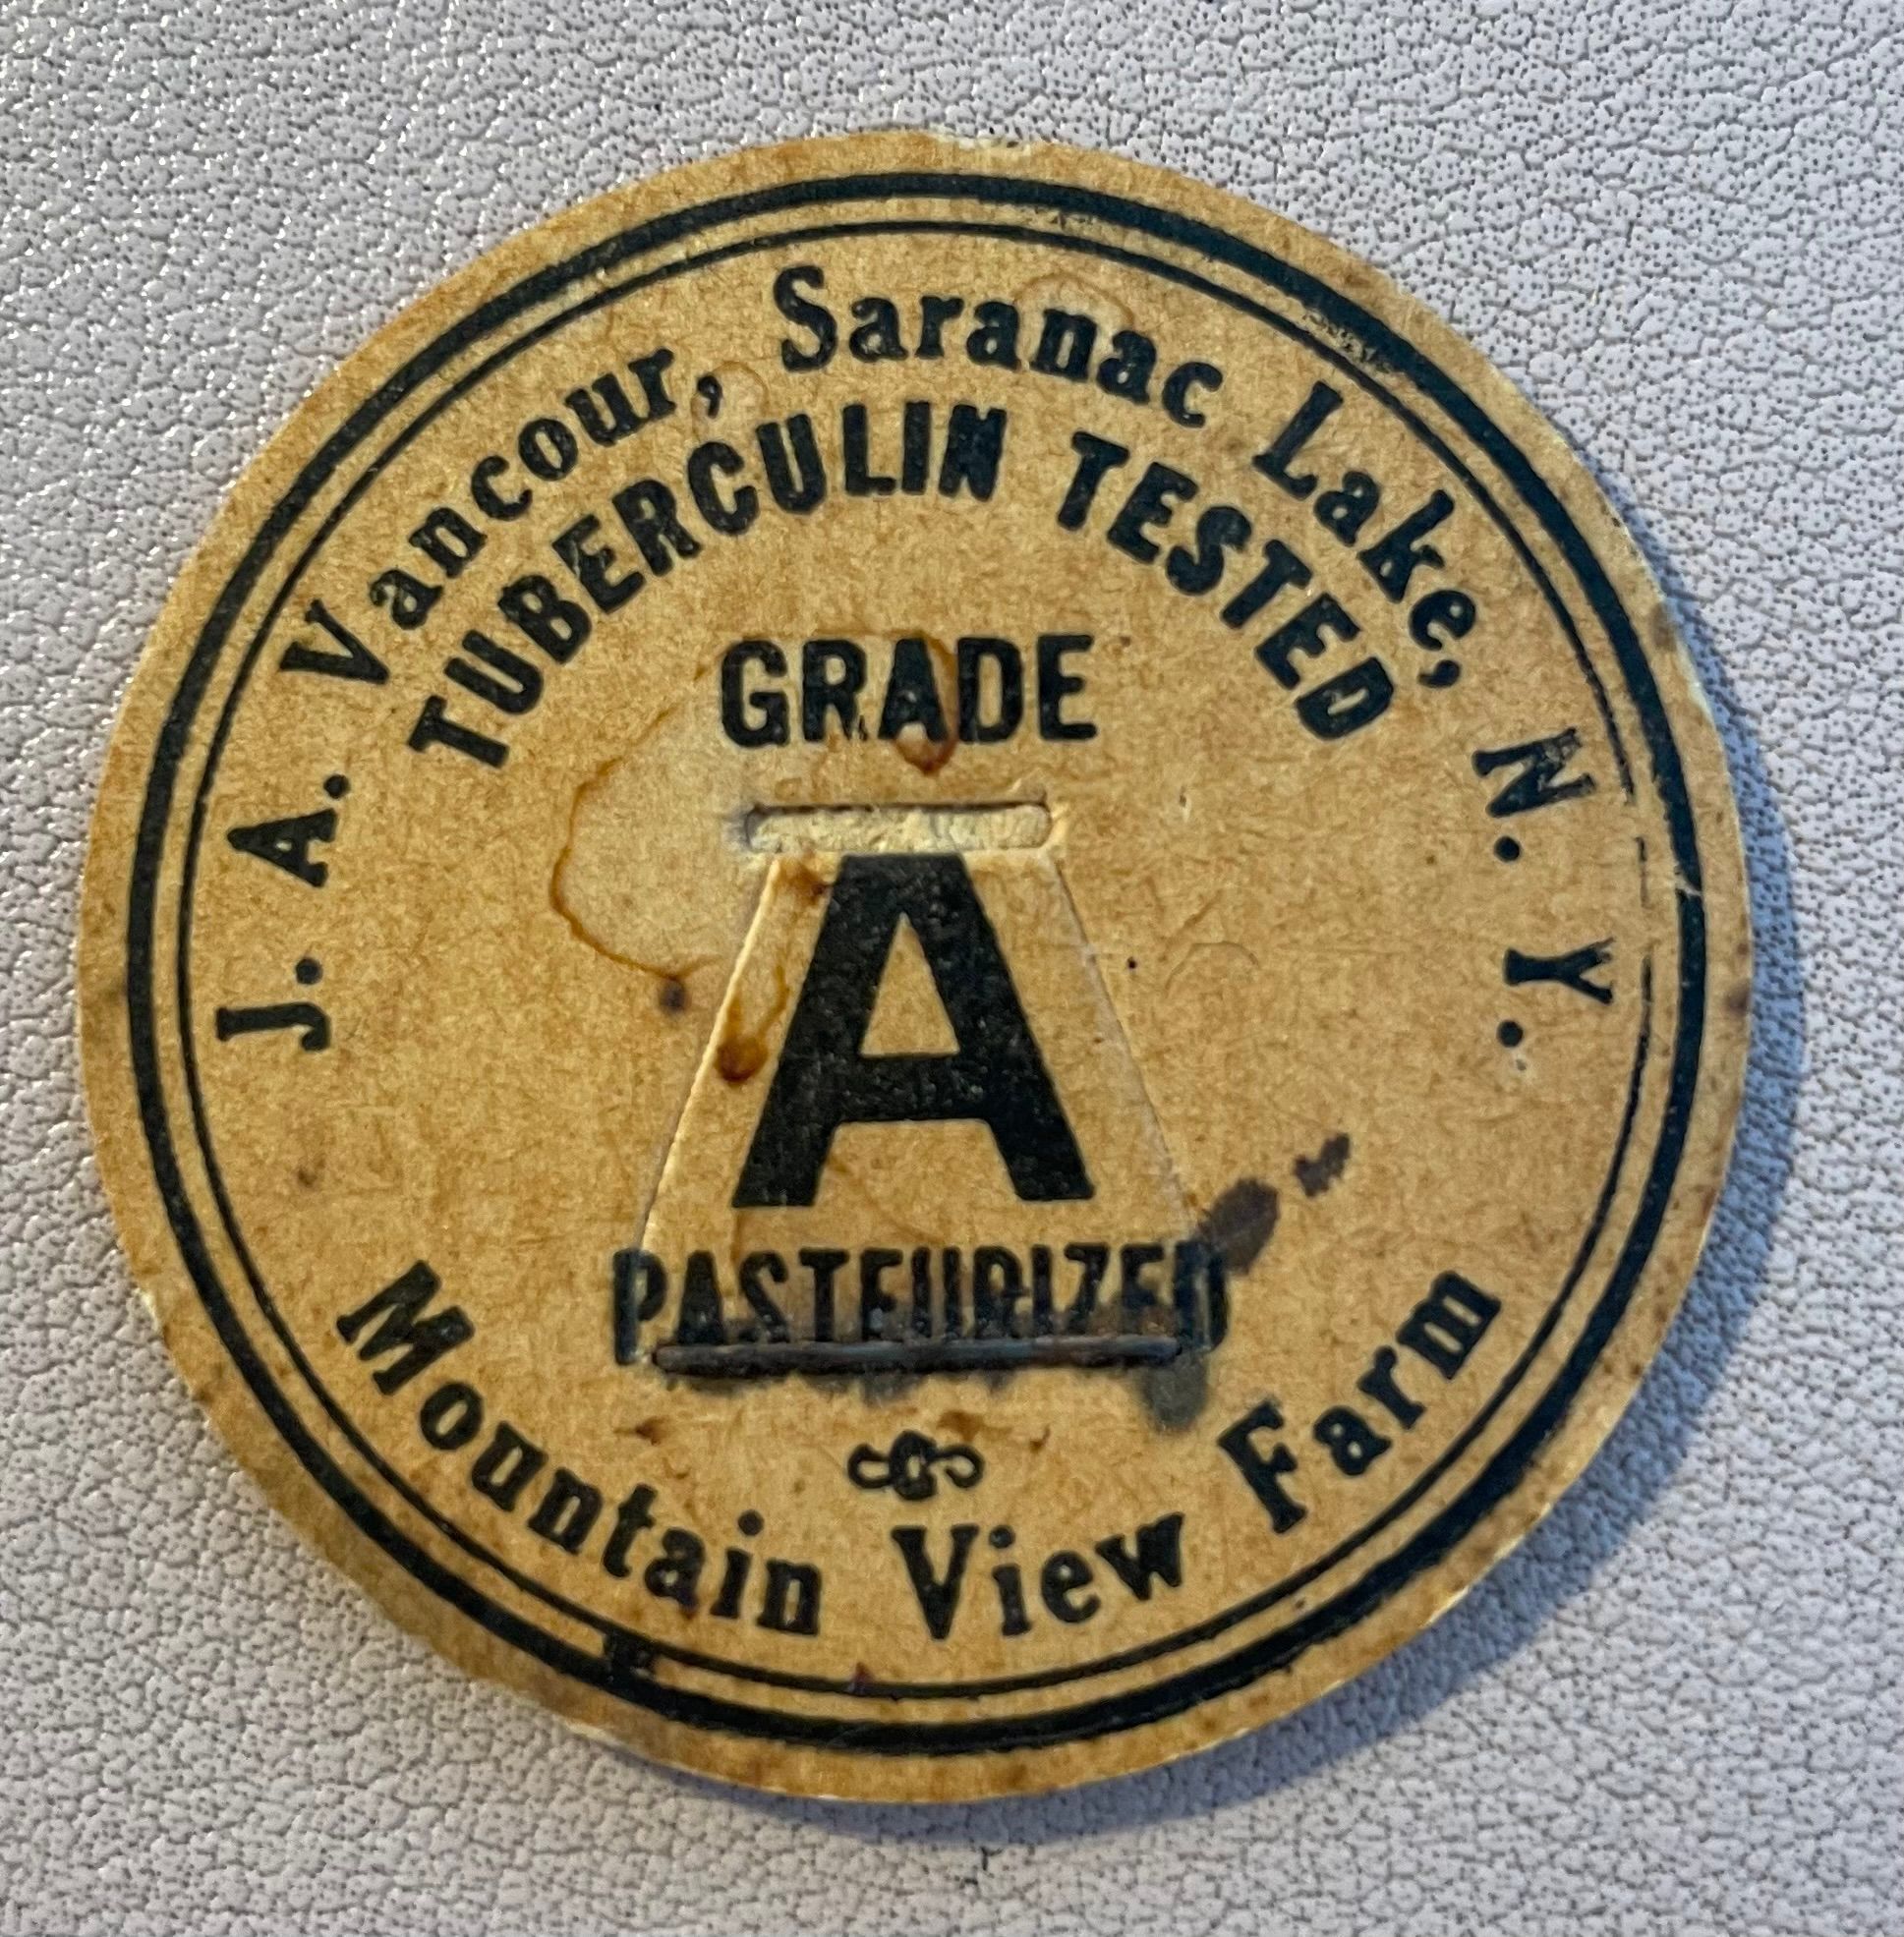 J. A. Vancour, Saranac Lake, N. Y.
TUBERCULIN TESTED
GRADE
A
PASTEURIZED
Mountain View Farm